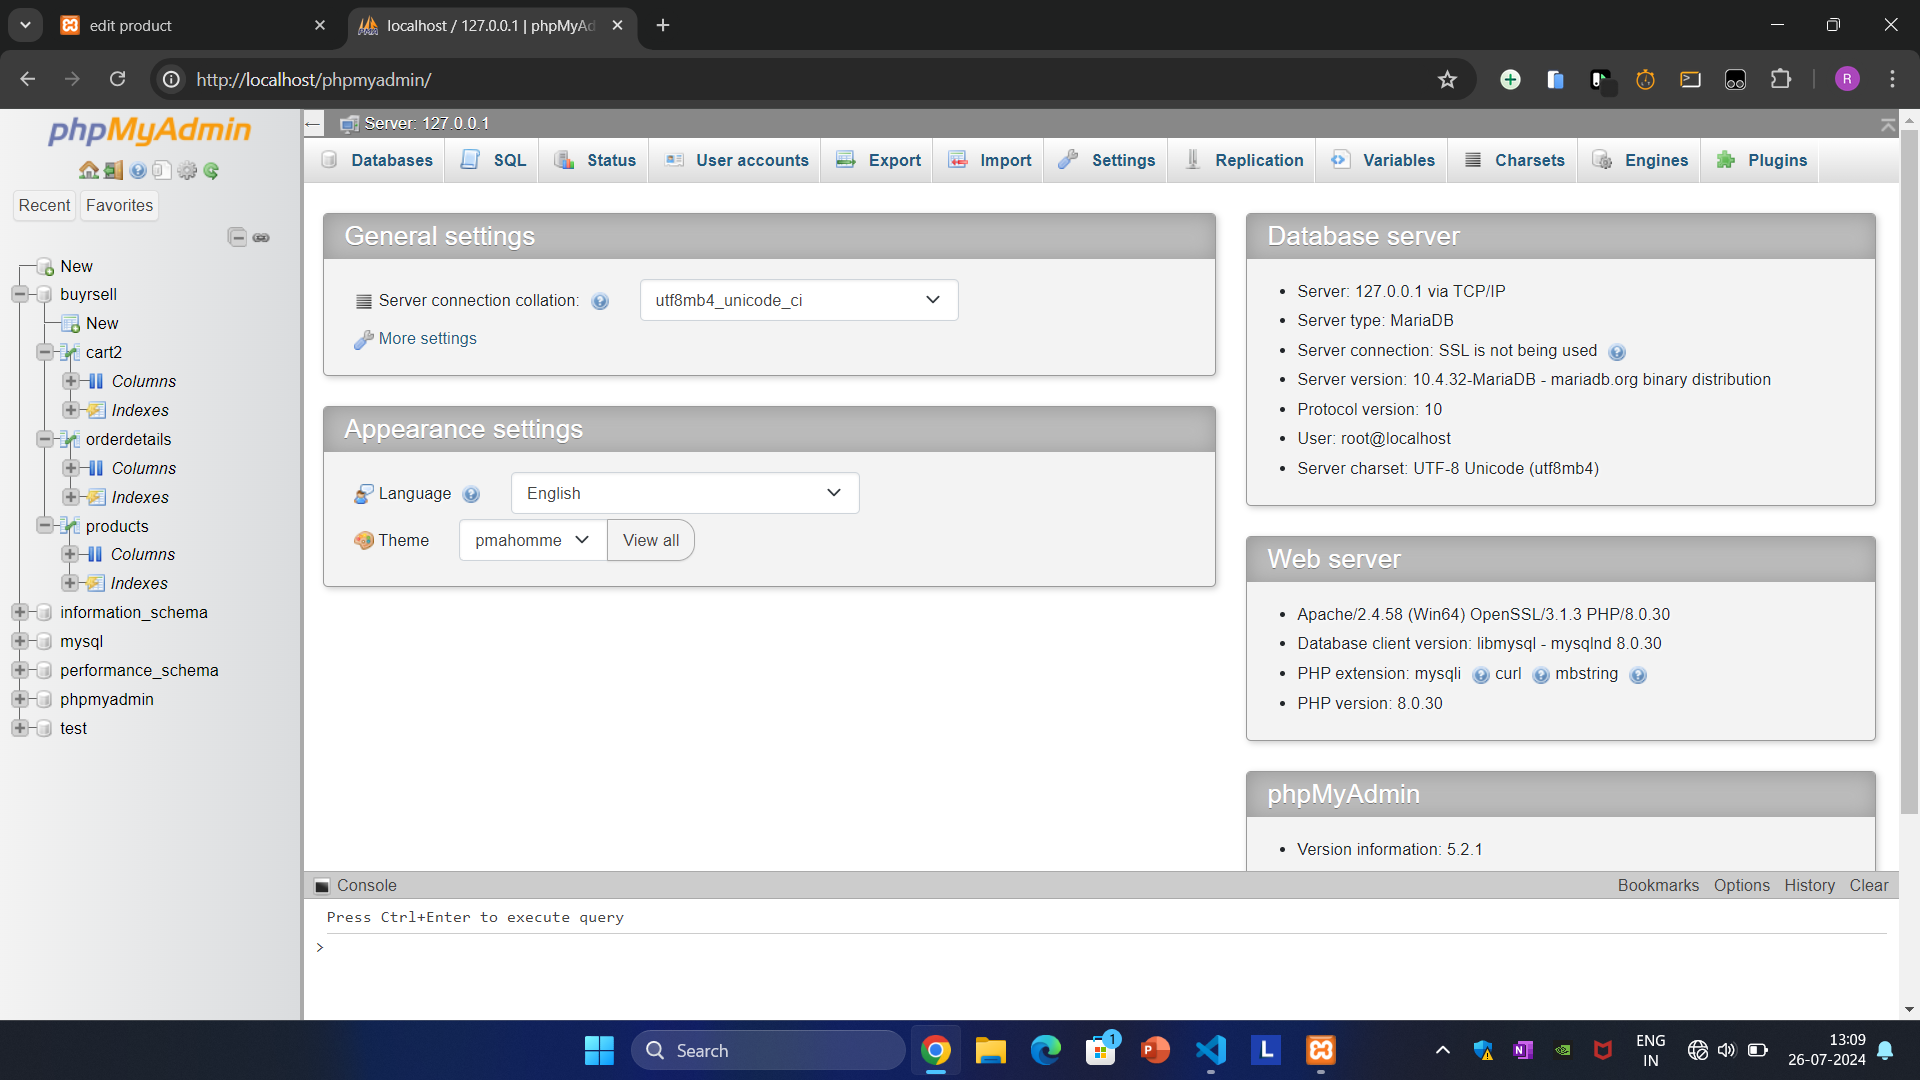 edit product
localhost / 127.0.0.1 | phpMyAd
http://localhost/phpmyadmin/
R
phpMyAdmin
Recent
Favorites
New
buyrsell
New
cart2
Columns
Indexes
orderdetails
Columns
Indexes
products
Columns
Indexes
information_schema
mysql
performance_schema
phpmyadmin
test
Server: 127.0.0.1
Databases
SQL
Status
User accounts
Export
Import
Settings
Replication
Variables
Charsets
Engines
Plugins
General settings
Server connection collation:
utf8mb4_unicode_ci
More settings
Appearance settings
Language
English
Theme
pmahomme
View all
Database server
Server: 127.0.0.1 via TCP/IP
Server type: MariaDB
Server connection: SSL is not being used
Server version: 10.4.32-MariaDB - mariadb.org binary distribution
Protocol version: 10
User: root@localhost
Server charset: UTF-8 Unicode (utf8mb4)
Web server
Apache/2.4.58 (Win64) OpenSSL/3.1.3 PHP/8.0.30
Database client version: libmysql - mysqlnd 8.0.30
PHP extension: mysqli curl mbstring
PHP version: 8.0.30
phpMyAdmin
Version information: 5.2.1
Console
Bookmarks
Options
History
Clear
Press Ctrl+Enter to execute query
>
Search
1
P
L
N
ENG
IN
13:09
26-07-2024